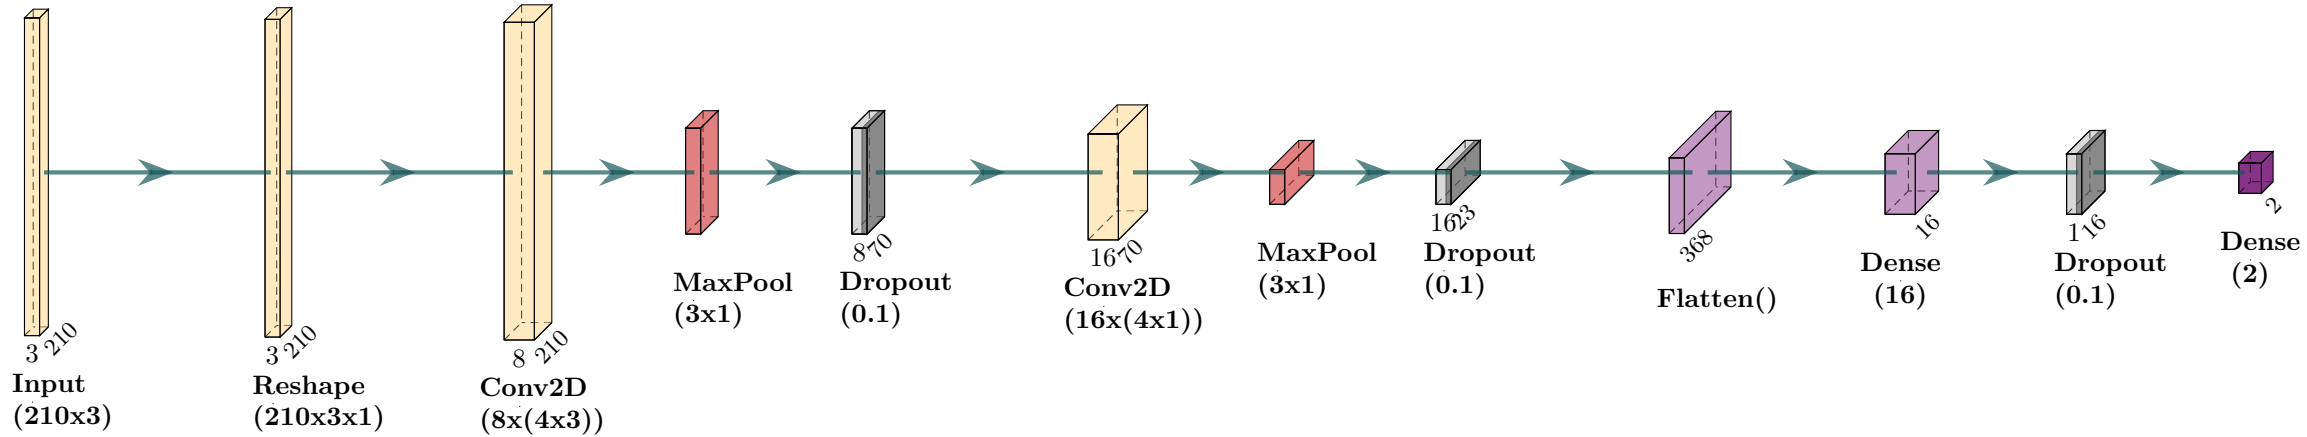 3 210
Input
(210x3)
3 210
Reshape
(210x3x1)
8 210
Conv2D
(8x(4x3))
MaxPool
(3x1)
8 70
Dropout
(0.1)
16 70
Conv2D
(16x(4x1))
MaxPool
(3x1)
16 23
Dropout
(0.1)
368
Flatten()
16
Dense
(16)
1 16
Dropout
(0.1)
2
Dense
(2)